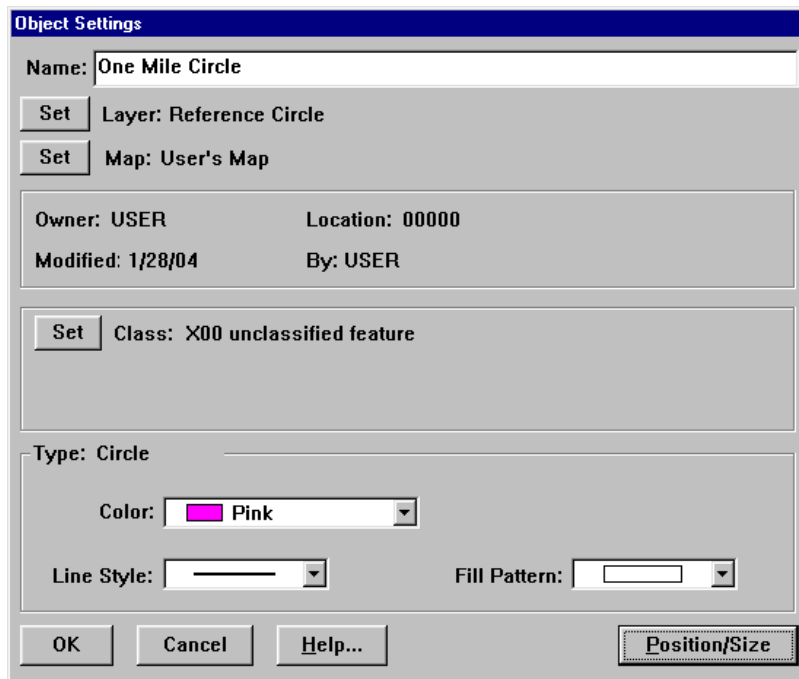 Object Settings
Name: One Mile Circle
Set Layer: Reference Circle
Set Map: User's Map
Owner: USER Location: 00000
Modified: 1/28/04 By: USER
Set Class: X00 unclassified feature
Type: Circle
Color: Pink
Line Style: Fill Pattern:
OK Cancel Help... Position/Size